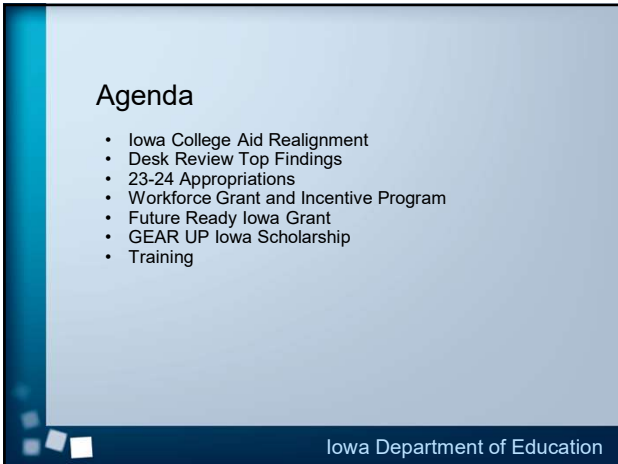 Agenda
• Iowa College Aid Realignment
• Desk Review Top Findings
• 23-24 Appropriations
• Workforce Grant and Incentive Program
• Future Ready Iowa Grant
• GEAR UP Iowa Scholarship
• Training
Iowa Department of Education